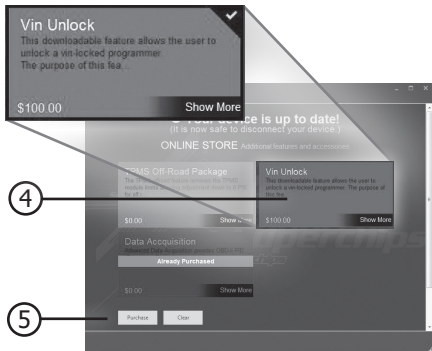 Vin Unlock
This downloadable feature allows the user to
unlock a vin-locked programmer.
The purpose of this fea...
$100.00
Show More
Your device is up to date!
(It is now safe to disconnect your device.)
ONLINE STORE Additional features and accessories
TPMS Off-Road Package
$0.00
Show More
Vin Unlock
This downloadable feature allows the user to
unlock a vin-locked programmer. The purpose of
this fea...
$100.00
Show More
4
Data Accquisition
Already Purchased
$0.00
Show More
5
Purchase
Clear